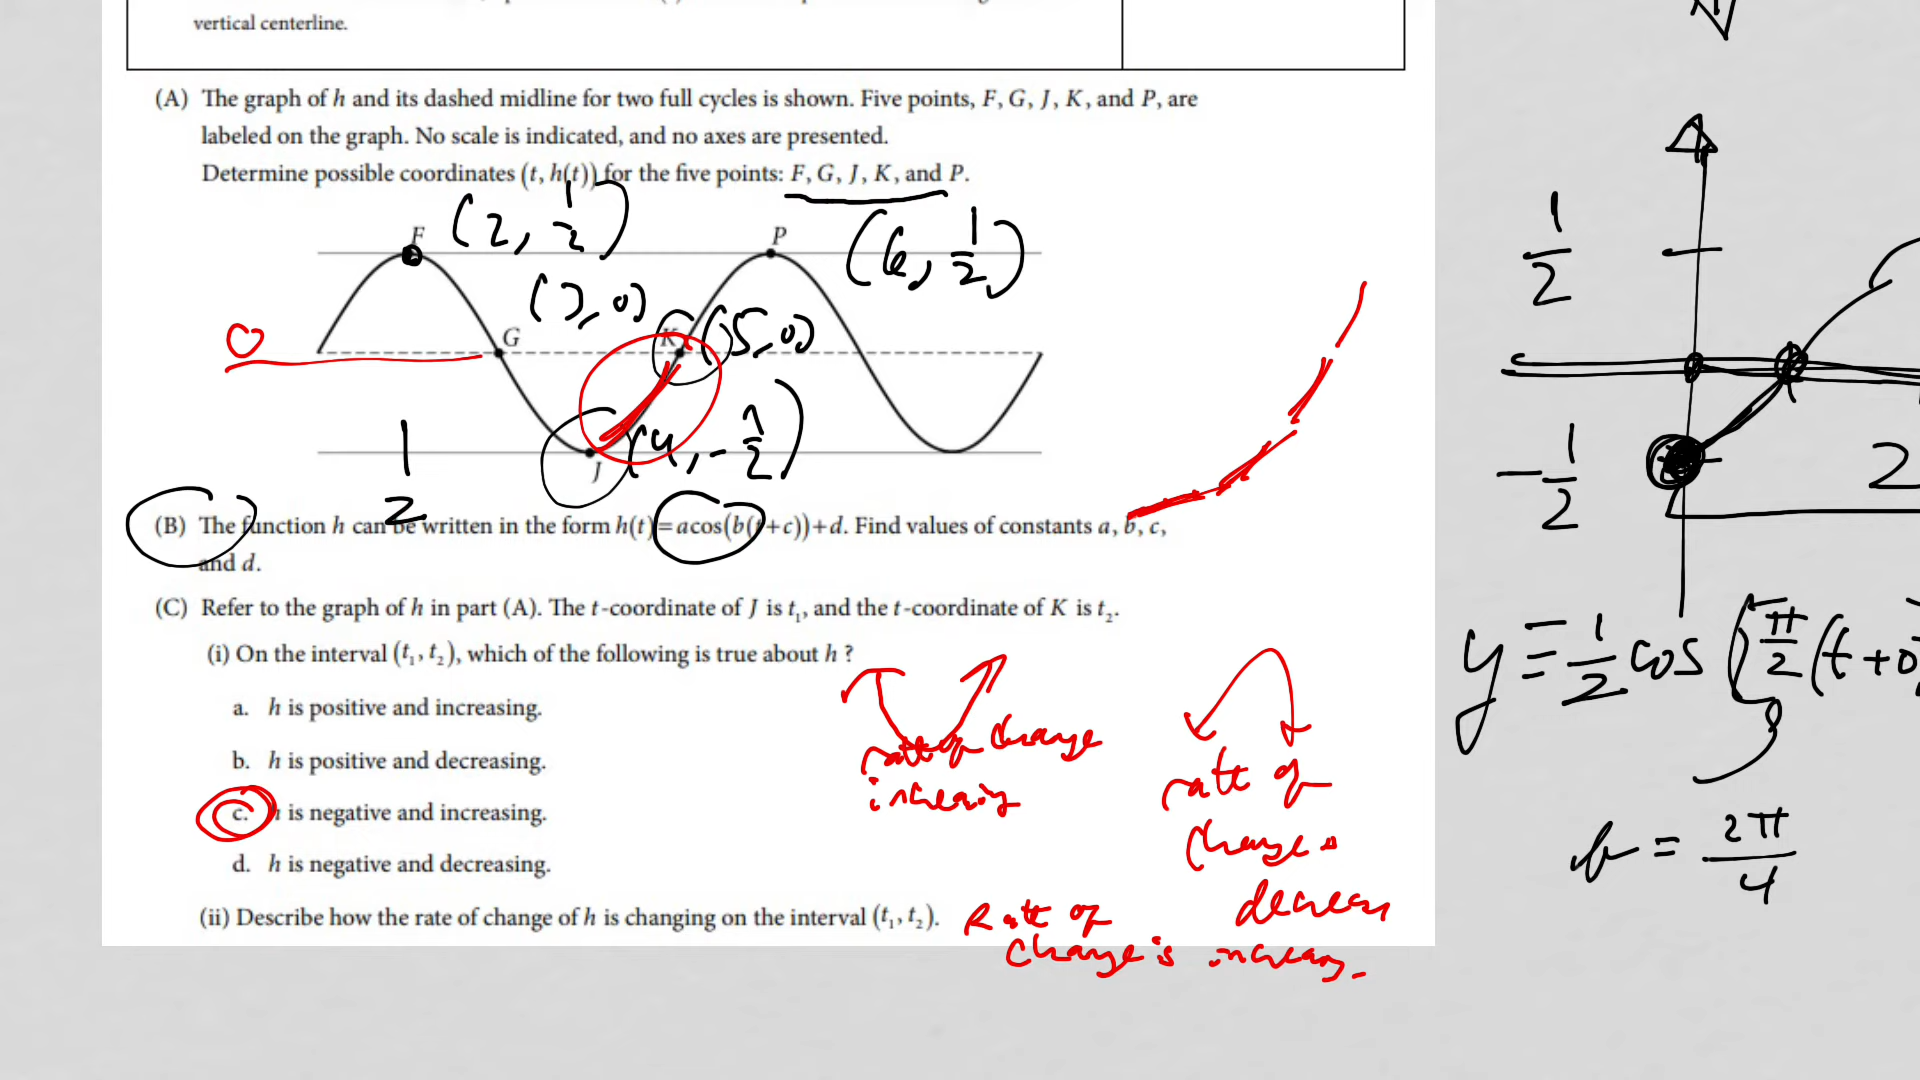 vertical centerline.
(A) The graph of h and its dashed midline for two full cycles is shown. Five points, F, G, J, K, and P, are
labeled on the graph. No scale is indicated, and no axes are presented.
Determine possible coordinates (t, h(t)) for the five points: F, G, J, K, and P.
F (2, 1/2)
P (6, 1/2)
(3, 0)
0
G
K (5, 0)
J (4, -1/2)
1/2
(B) The function h can be written in the form h(t)=acos(b(t+c))+d. Find values of constants a, b, c,
and d.
(C) Refer to the graph of h in part (A). The t-coordinate of J is t₁, and the t-coordinate of K is t₂.
(i) On the interval (t₁, t₂), which of the following is true about h ?
a. h is positive and increasing.
b. h is positive and decreasing.
c. h is negative and increasing.
d. h is negative and decreasing.
(ii) Describe how the rate of change of h is changing on the interval (t₁, t₂).
rate of change
increasing
rate of
change
Rate of
change is
1/2
-1/2
2
y = -1/2 cos (π/2 (t+0
b = 2π/4